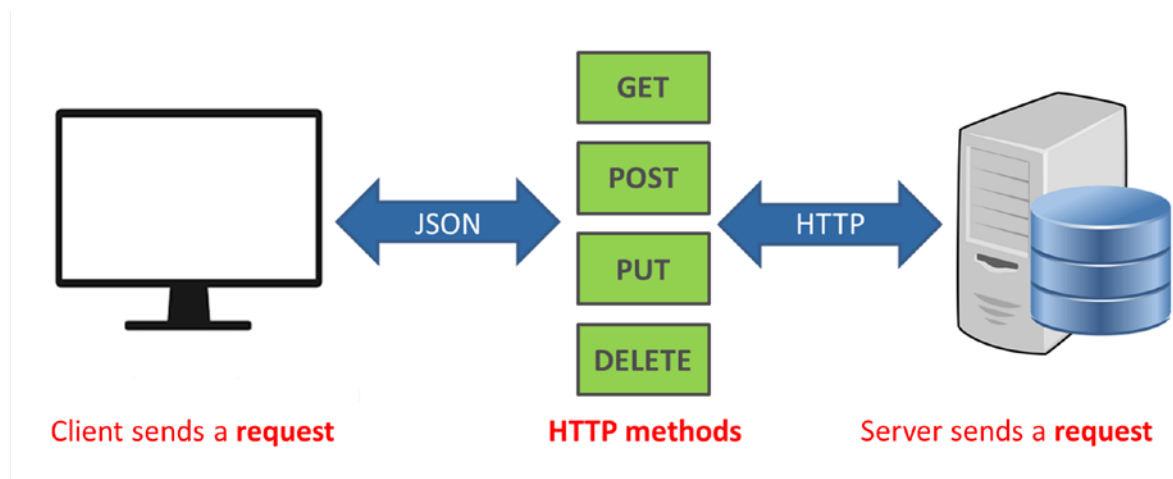 GET
POST
PUT
DELETE
JSON
HTTP
Client sends a request
HTTP methods
Server sends a request